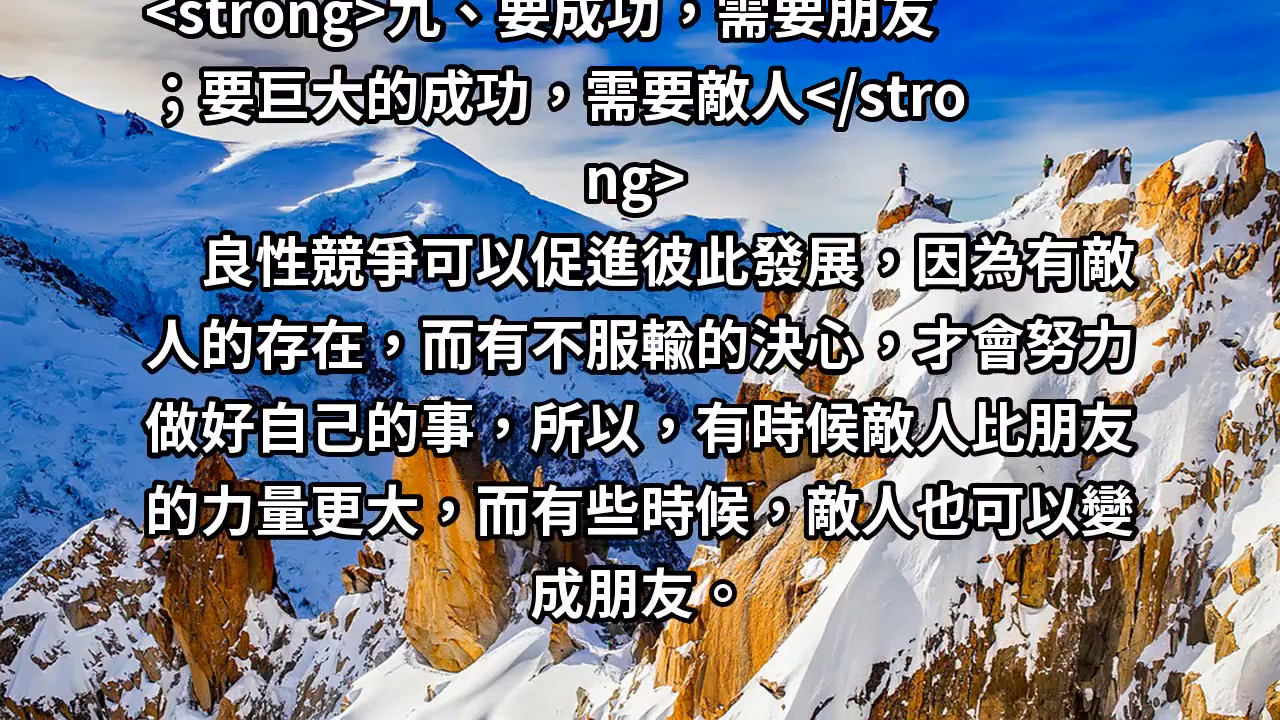 <strong>九、要成功，需要朋友
；要巨大的成功，需要敵人</stro
ng>
良性競爭可以促進彼此發展，因為有敵
人的存在，而有不服輸的決心，才會努力
做好自己的事，所以，有時候敵人比朋友
的力量更大，而有些時候，敵人也可以變
成朋友。